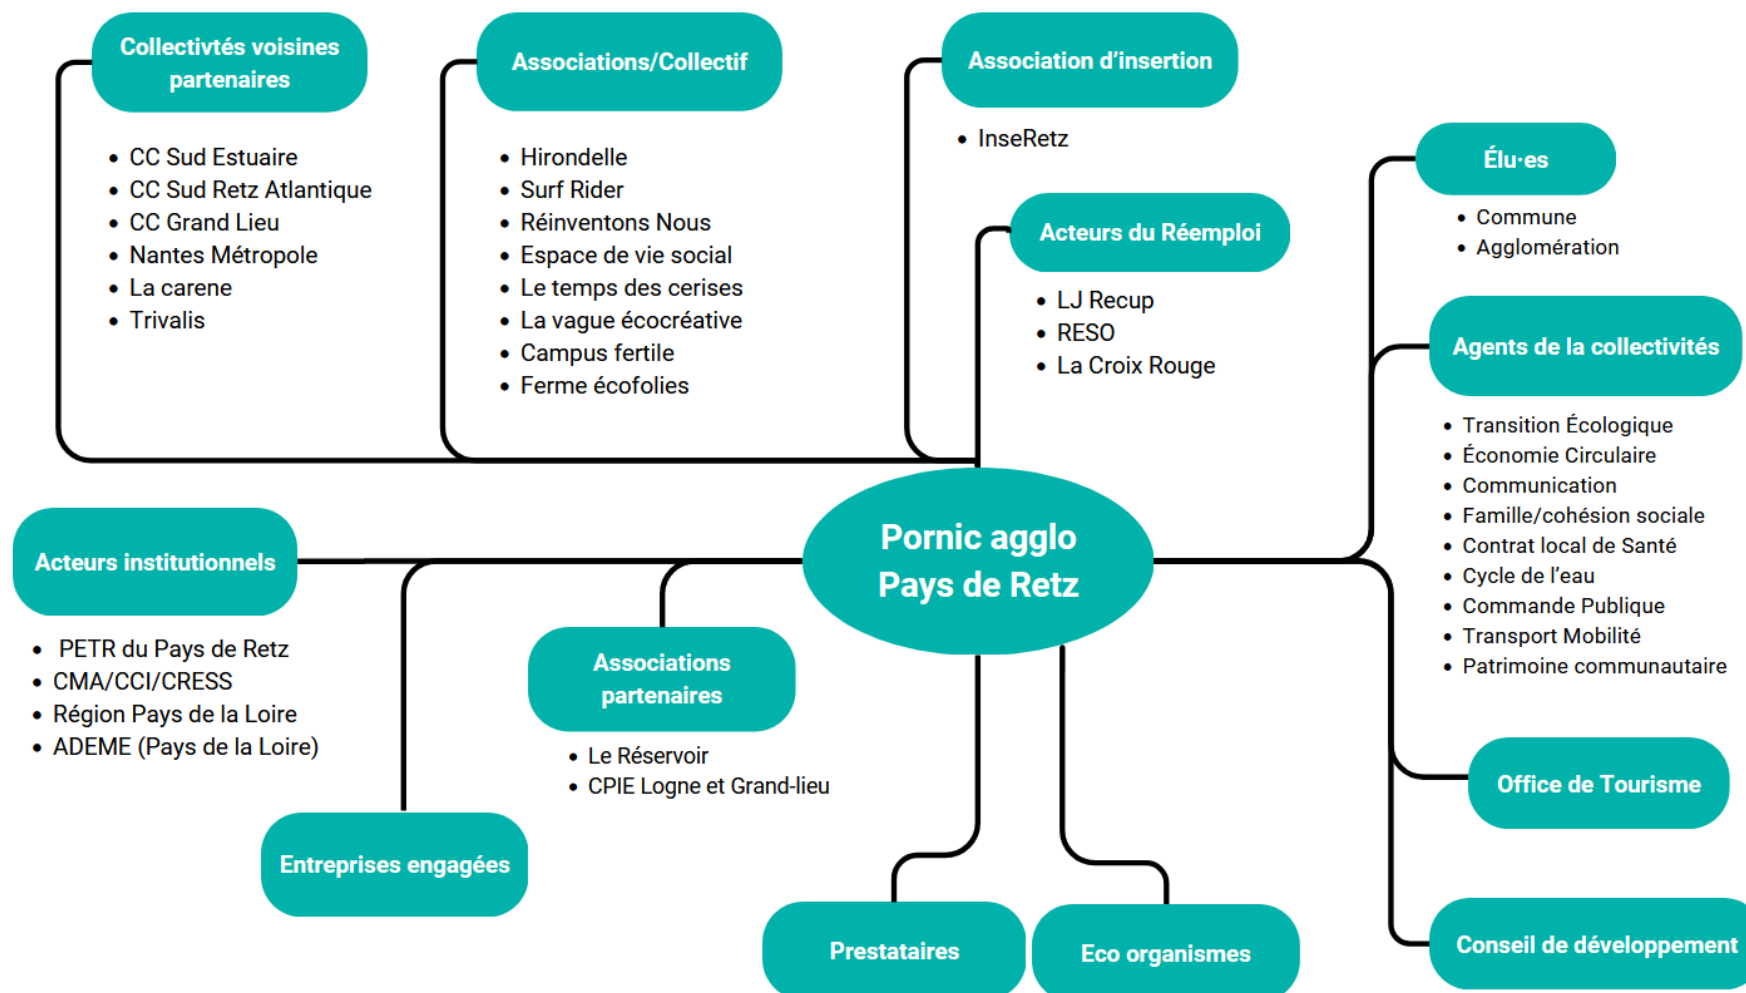 Collectivtés voisines
partenaires
• CC Sud Estuaire
• CC Sud Retz Atlantique
• CC Grand Lieu
• Nantes Métropole
• La carene
• Trivalis
Associations/Collectif
• Hirondelle
• Surf Rider
• Réinventons Nous
• Espace de vie social
• Le temps des cerises
• La vague écocréative
• Campus fertile
• Ferme écofolies
Association d'insertion
• InseRetz
Acteurs du Réemploi
• LJ Recup
• RESO
• La Croix Rouge
Élu·es
• Commune
• Agglomération
Agents de la collectivités
• Transition Écologique
• Économie Circulaire
• Communication
• Famille/cohésion sociale
• Contrat local de Santé
• Cycle de l'eau
• Commande Publique
• Transport Mobilité
• Patrimoine communautaire
Pornic agglo
Pays de Retz
Acteurs institutionnels
• PETR du Pays de Retz
• CMA/CCI/CRESS
• Région Pays de la Loire
• ADEME (Pays de la Loire)
Associations
partenaires
• Le Réservoir
• CPIE Logne et Grand-lieu
Entreprises engagées
Prestataires
Eco organismes
Office de Tourisme
Conseil de développement